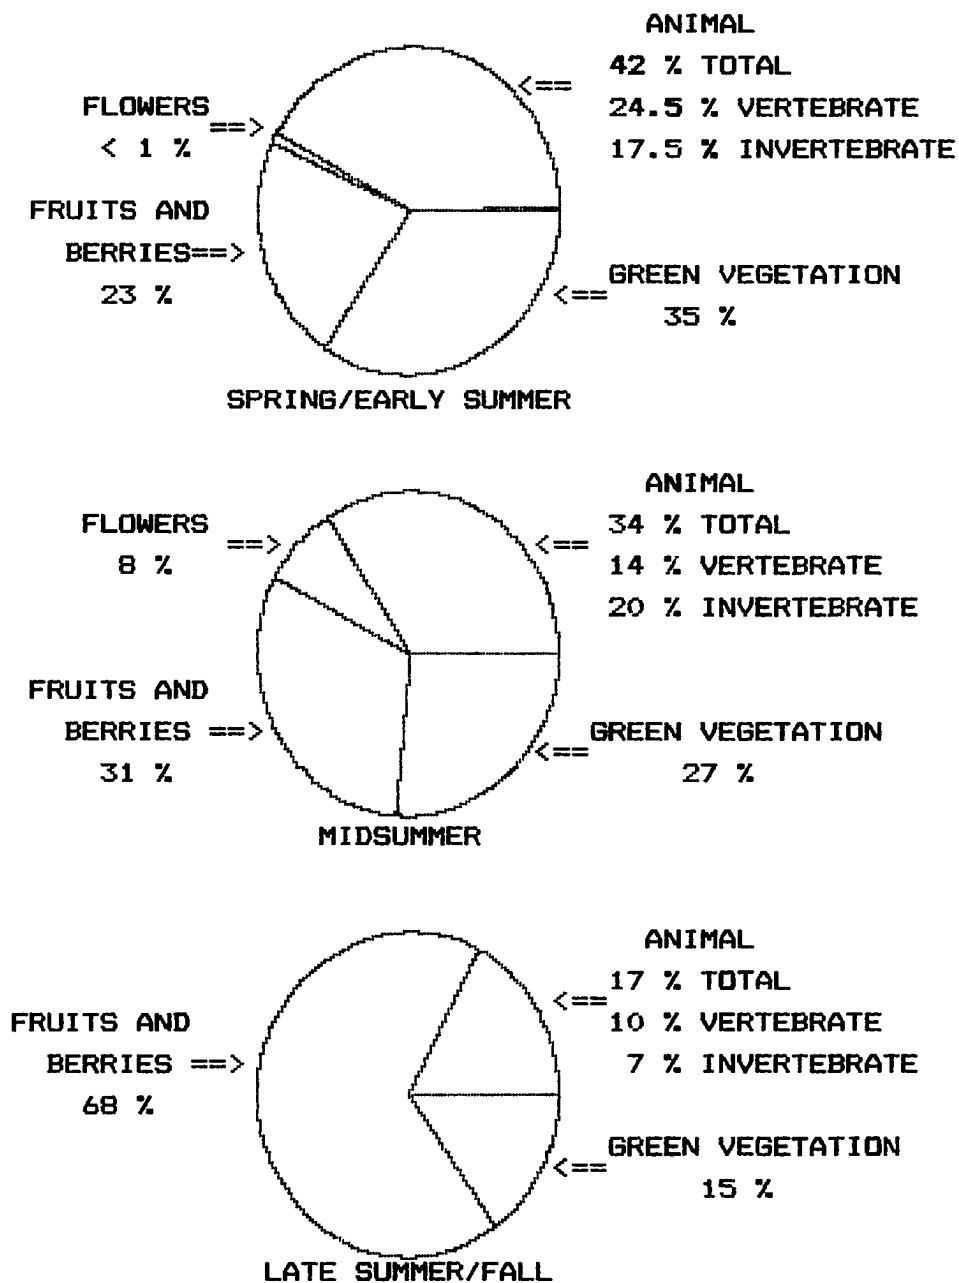 ANIMAL
42 % TOTAL
24.5 % VERTEBRATE
17.5 % INVERTEBRATE
FLOWERS ==>
< 1 %
FRUITS AND
BERRIES==>
23 %
<==
<==GREEN VEGETATION
35 %
SPRING/EARLY SUMMER
ANIMAL
34 % TOTAL
14 % VERTEBRATE
20 % INVERTEBRATE
FLOWERS ==>
8 %
<==
FRUITS AND
BERRIES ==>
31 %
<==GREEN VEGETATION
27 %
MIDSUMMER
ANIMAL
<==17 % TOTAL
10 % VERTEBRATE
7 % INVERTEBRATE
FRUITS AND
BERRIES ==>
68 %
<==GREEN VEGETATION
15 %
LATE SUMMER/FALL